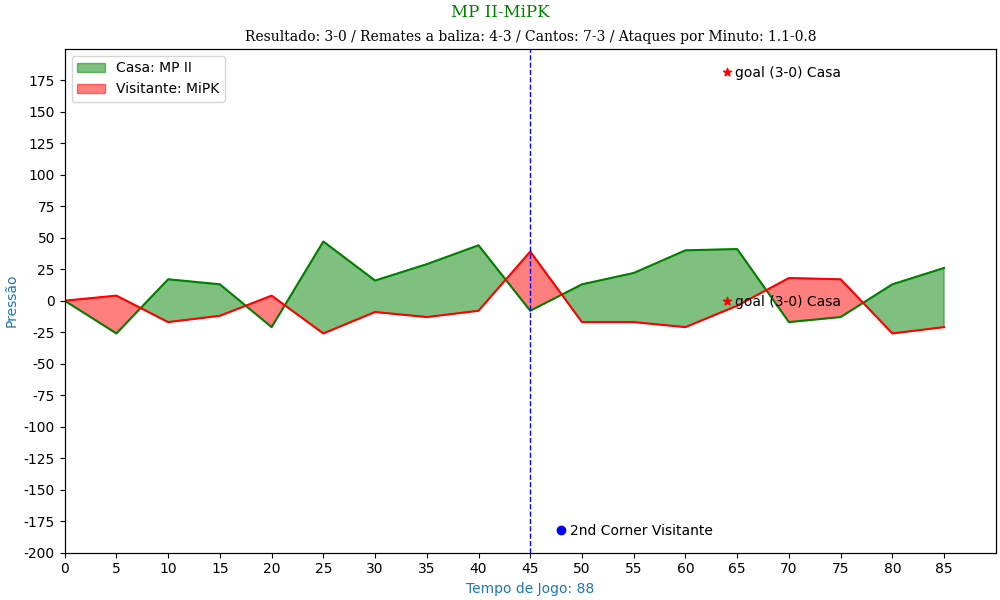 MP II-MiPK
Resultado: 3-0 / Remates a baliza: 4-3 / Cantos: 7-3 / Ataques por Minuto: 1.1-0.8
Casa: MP II
Visitante: MiPK
goal (3-0) Casa
goal (3-0) Casa
2nd Corner Visitante
Pressão
175
150
125
100
75
50
25
0
-25
-50
-75
-100
-125
-150
-175
-200
0 5 10 15 20 25 30 35 40 45 50 55 60 65 70 75 80 85
Tempo de Jogo: 88